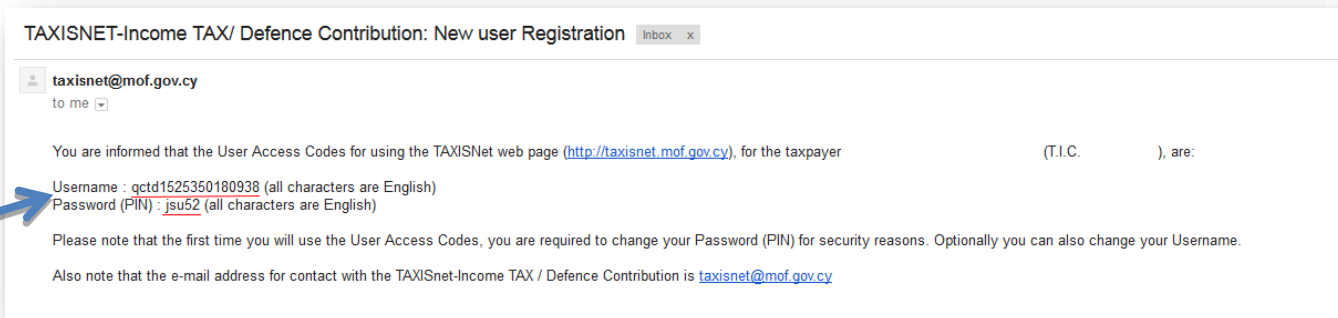 TAXISNET-Income TAX/ Defence Contribution: New user Registration Inbox x
taxisnet@mof.gov.cy
to me
You are informed that the User Access Codes for using the TAXISNet web page (http://taxisnet.mof.gov.cy), for the taxpayer (T.I.C. ), are:
Username : qctd1525350180938 (all characters are English)
Password (PIN) : jsu52 (all characters are English)
Please note that the first time you will use the User Access Codes, you are required to change your Password (PIN) for security reasons. Optionally you can also change your Username.
Also note that the e-mail address for contact with the TAXISnet-Income TAX / Defence Contribution is taxisnet@mof.gov.cy